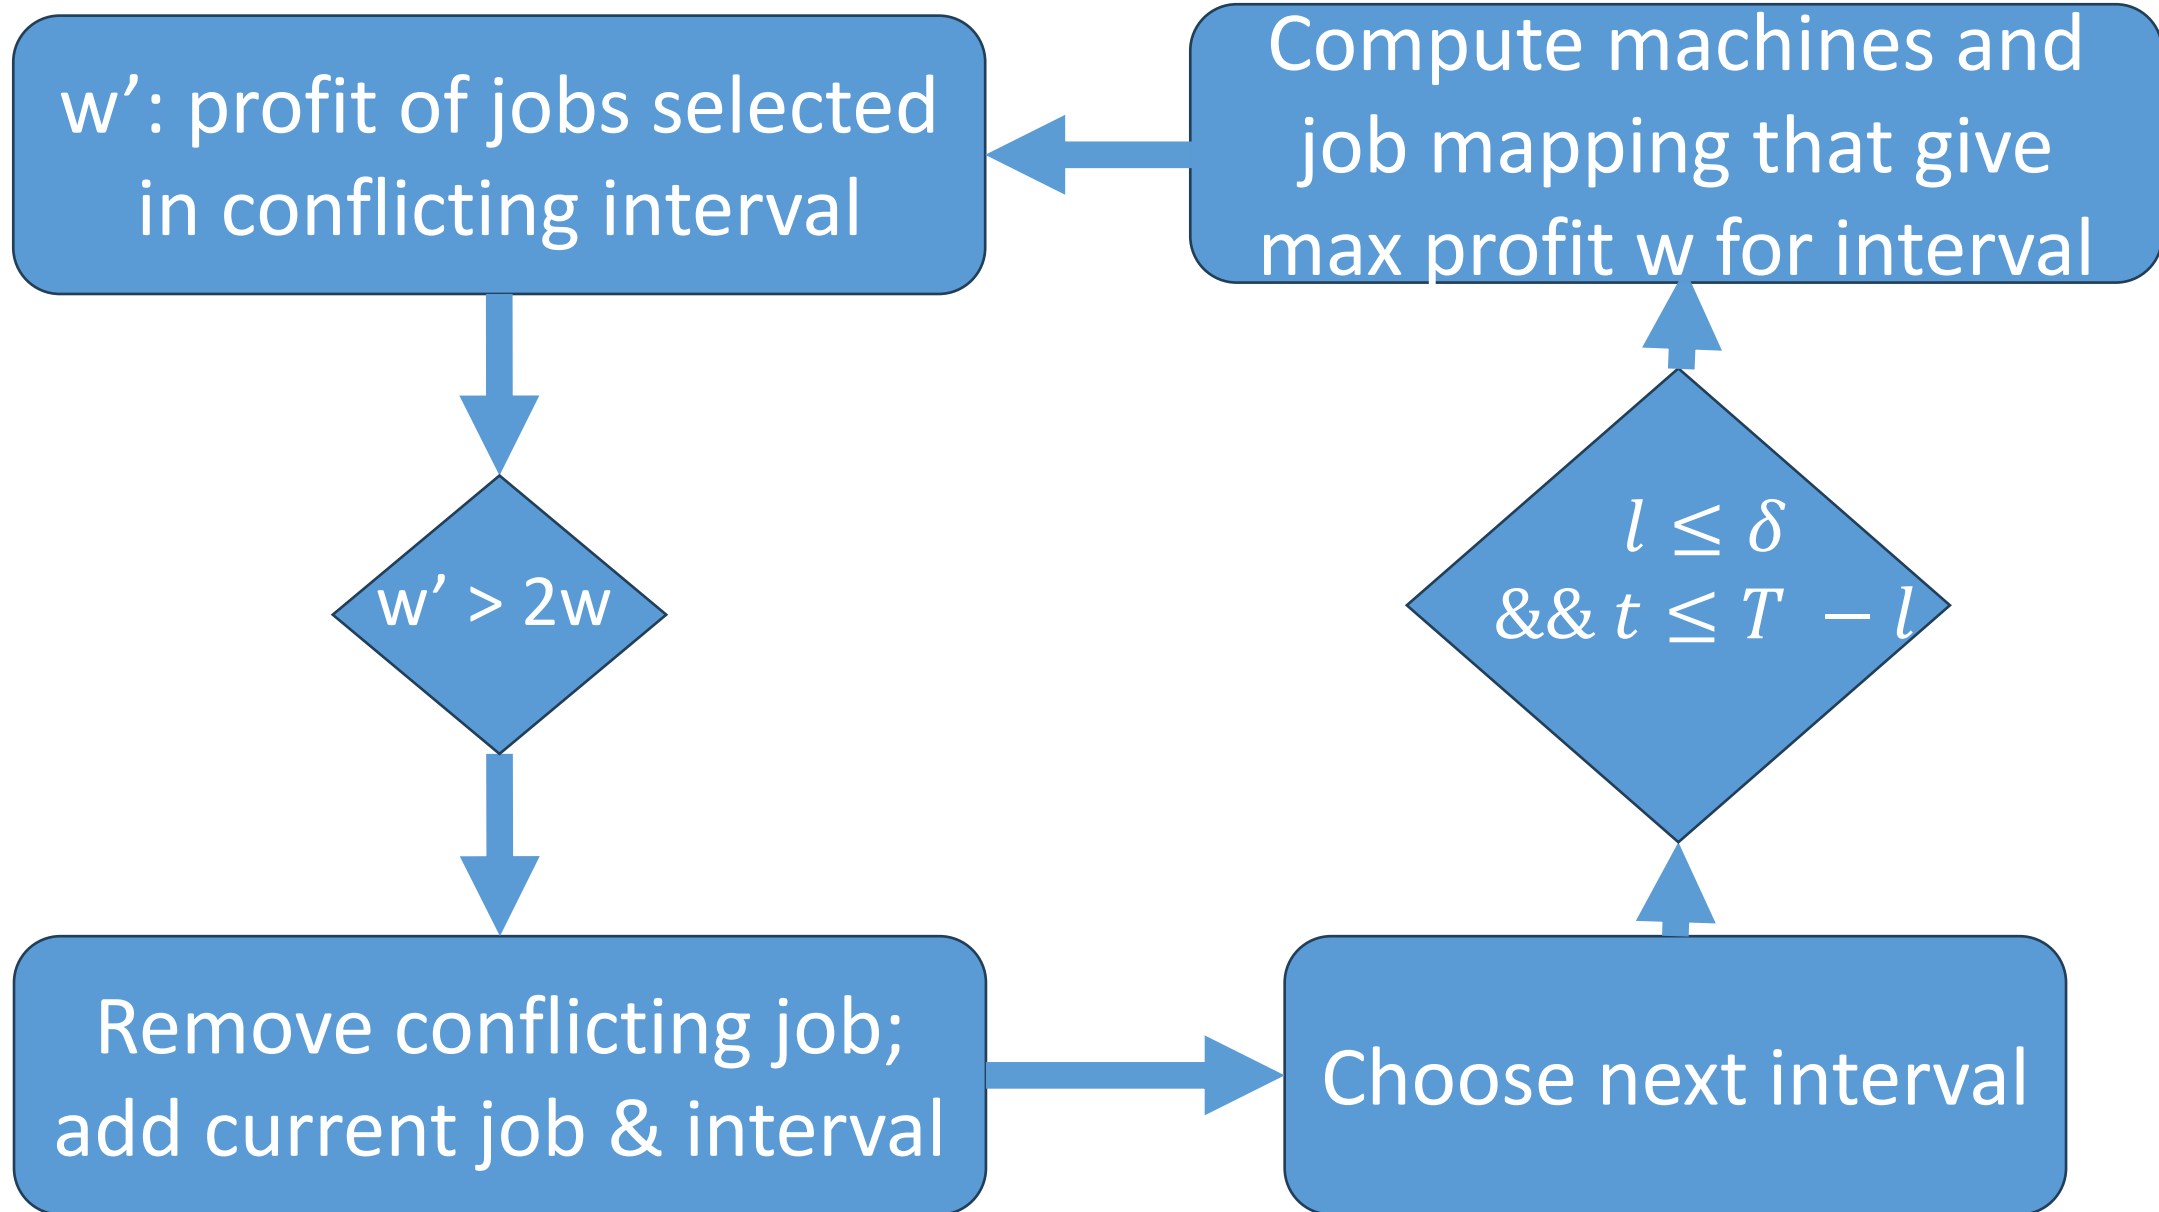 w’: profit of jobs selected
in conflicting interval
Compute machines and
job mapping that give
max profit w for interval
w’ > 2w
l ≤ δ
&& t ≤ T − l
Remove conflicting job;
add current job & interval
Choose next interval